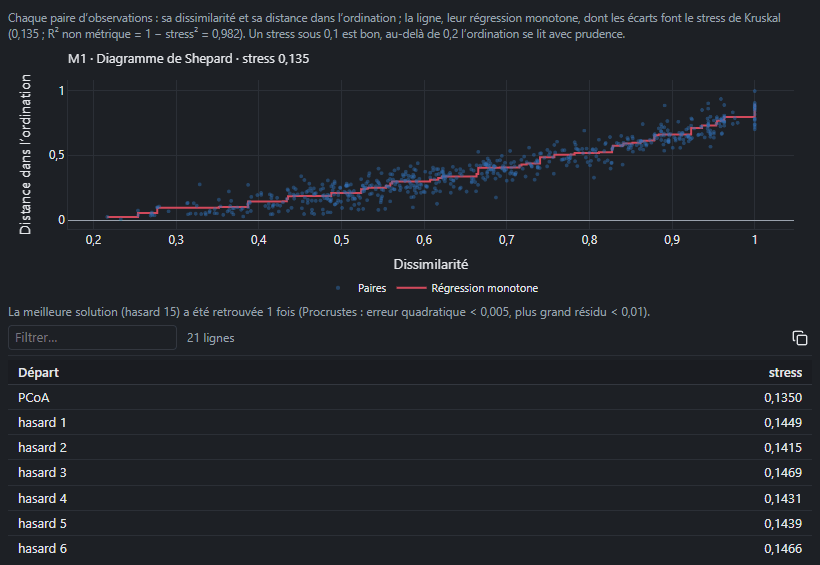 Chaque paire d’observations : sa dissimilarité et sa distance dans l’ordination ; la ligne, leur régression monotone, dont les écarts font le stress de Kruskal
(0,135 ; R² non métrique = 1 − stress² = 0,982). Un stress sous 0,1 est bon, au-delà de 0,2 l’ordination se lit avec prudence.
M1 · Diagramme de Shepard · stress 0,135
Distance dans l’ordination
1
0,5
0
0,2 0,3 0,4 0,5 0,6 0,7 0,8 0,9 1
Dissimilarité
Paires Régression monotone
La meilleure solution (hasard 15) a été retrouvée 1 fois (Procrustes : erreur quadratique < 0,005, plus grand résidu < 0,01).
Filtrer… 21 lignes
Départ stress
PCoA 0,1350
hasard 1 0,1449
hasard 2 0,1415
hasard 3 0,1469
hasard 4 0,1431
hasard 5 0,1439
hasard 6 0,1466